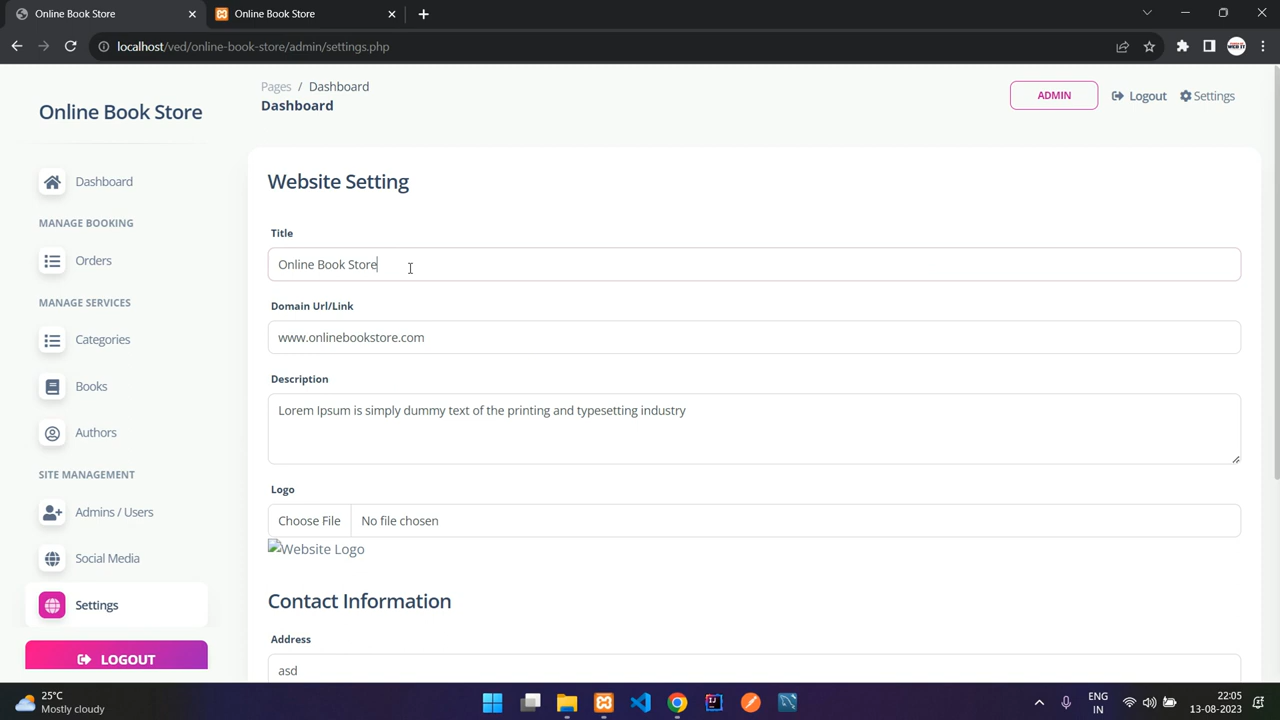 Online Book Store
Online Book Store
localhost/ved/online-book-store/admin/settings.php
Online Book Store
Pages / Dashboard
Dashboard
ADMIN
Logout
Settings
Dashboard
MANAGE BOOKING
Orders
MANAGE SERVICES
Categories
Books
Authors
SITE MANAGEMENT
Admins / Users
Social Media
Settings
LOGOUT
Website Setting
Title
Online Book Store
Domain Url/Link
www.onlinebookstore.com
Description
Lorem Ipsum is simply dummy text of the printing and typesetting industry
Logo
Choose File No file chosen
Website Logo
Contact Information
Address
asd
25°C
Mostly cloudy
ENG
IN
22:05
13-08-2023